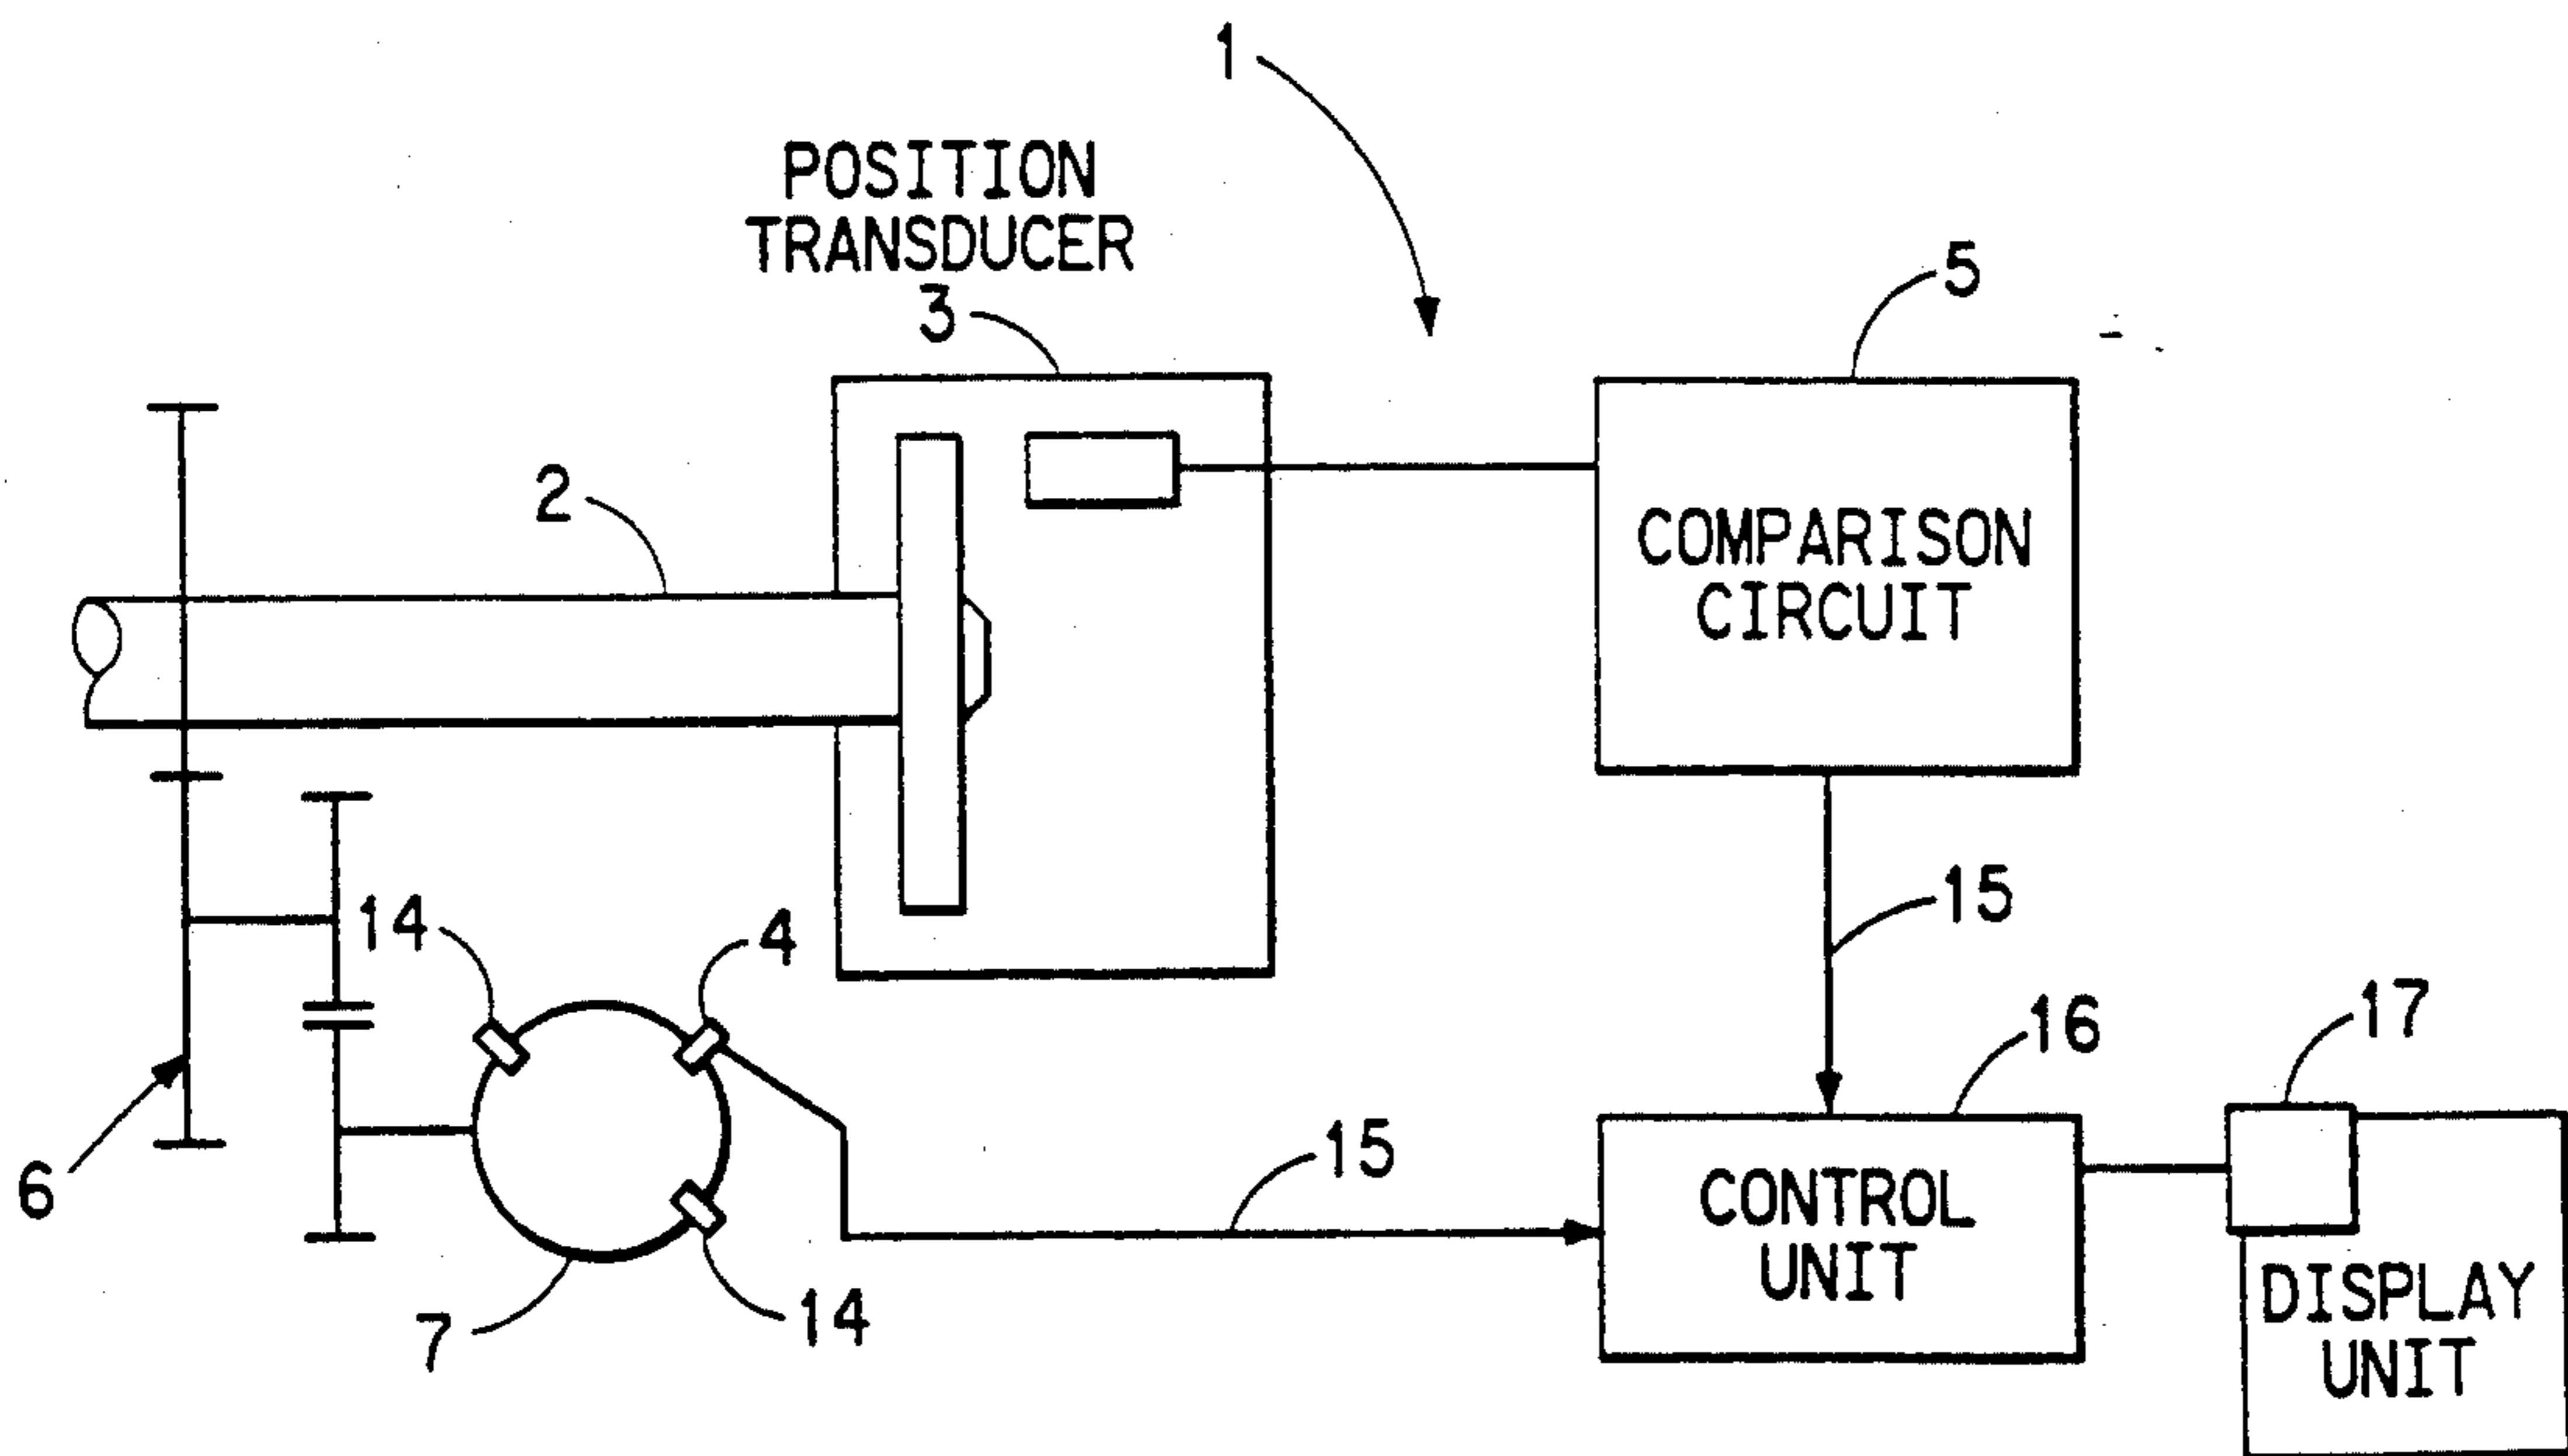 1
POSITION
TRANSDUCER
3
5
2
COMPARISON
CIRCUIT
14
4
15
17
16
15
6
CONTROL
UNIT
7
14
DISPLAY
UNIT